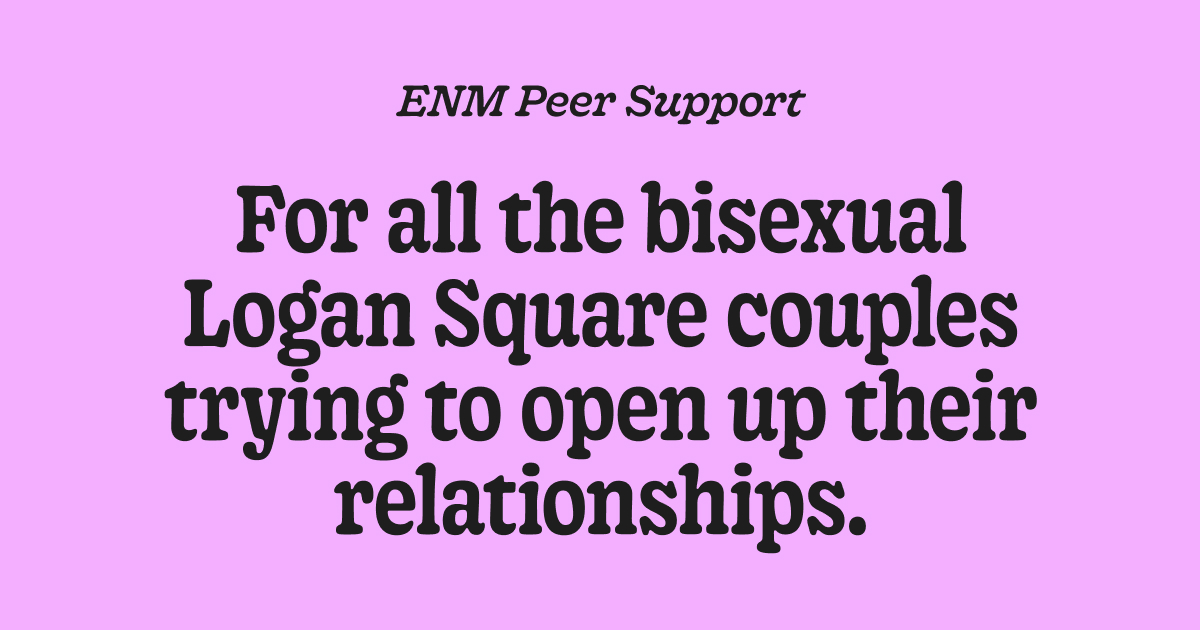 ENM Peer Support
For all the bisexual
Logan Square couples
trying to open up their
relationships.